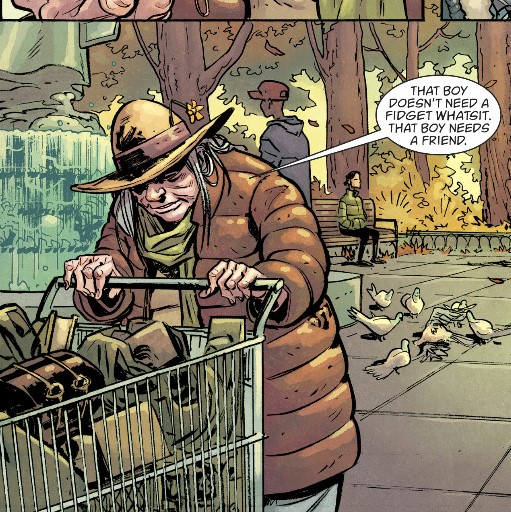 THAT BOY
DOESN'T NEED A
FIDGET WHATSIT.
THAT BOY NEEDS
A FRIEND.